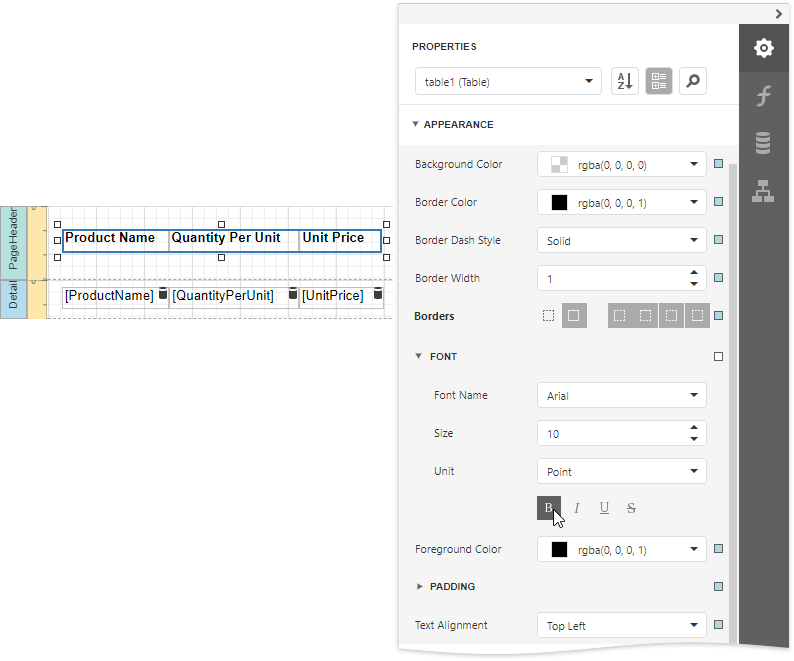 PageHeader
Product Name Quantity Per Unit Unit Price
Detail
[ProductName] [QuantityPerUnit] [UnitPrice]
PROPERTIES
table1 (Table)
A
Z
APPEARANCE
Background Color rgba(0, 0, 0, 0)
Border Color rgba(0, 0, 0, 1)
Border Dash Style Solid
Border Width 1
Borders
FONT
Font Name Arial
Size 10
Unit Point
B I U S
Foreground Color rgba(0, 0, 0, 1)
PADDING
Text Alignment Top Left